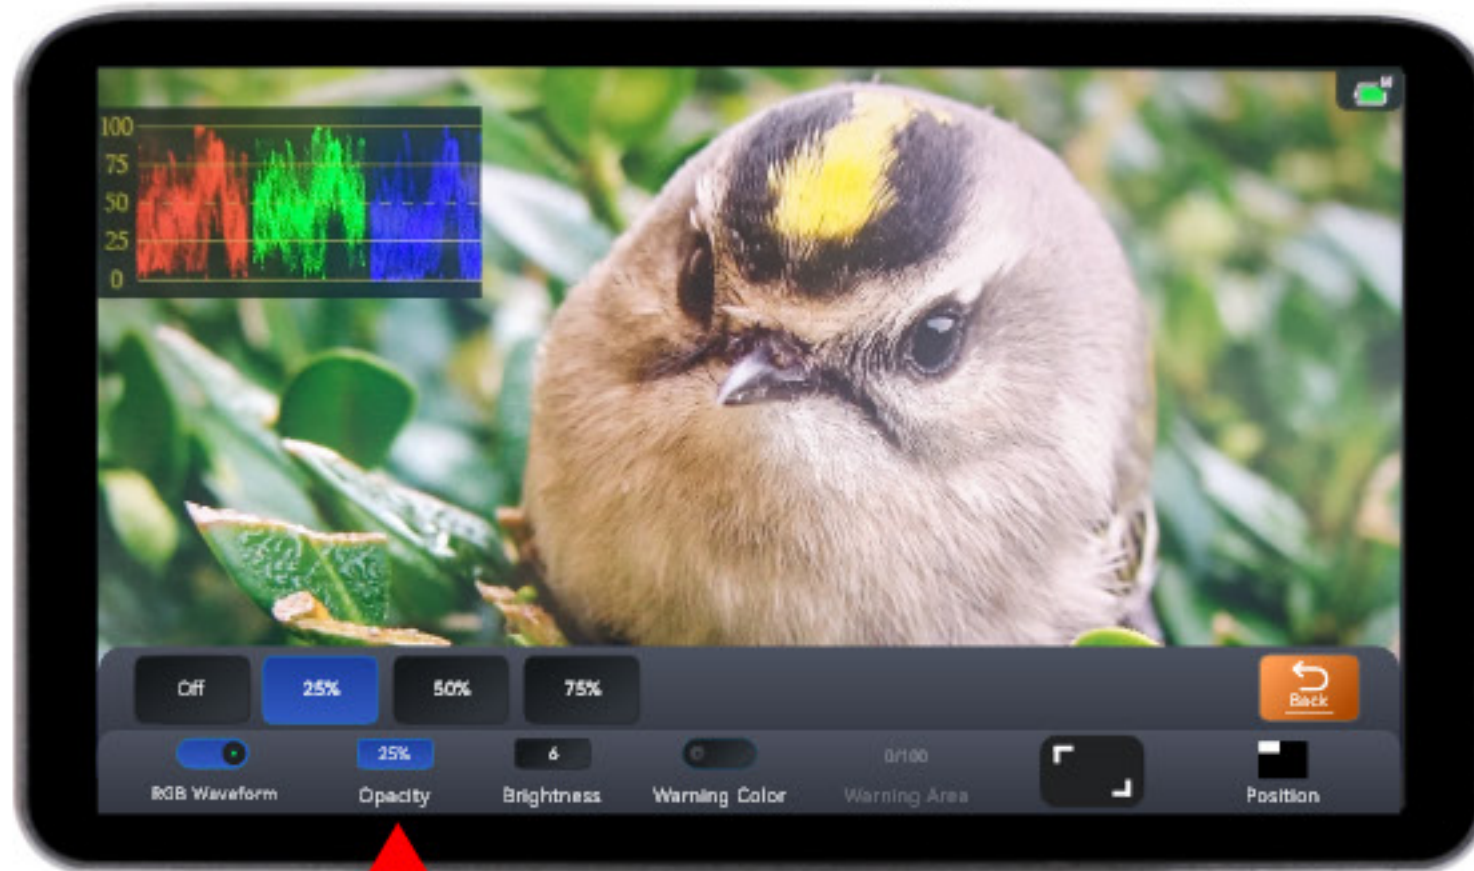 M
100
75
50
25
0
Off
25%
50%
75%
Back
25%
6
0/100
RGB Waveform
Opacity
Brightness
Warning Color
Warning Area
Position